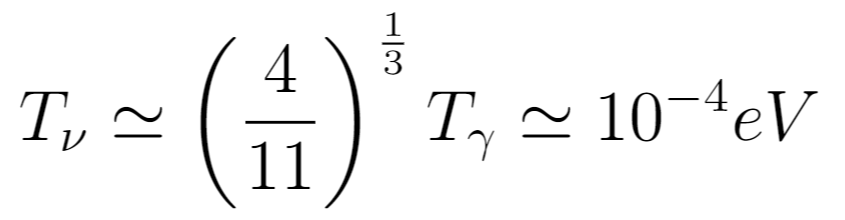 T_ν ≃ (4/11)^{1/3} T_γ ≃ 10^{−4}eV